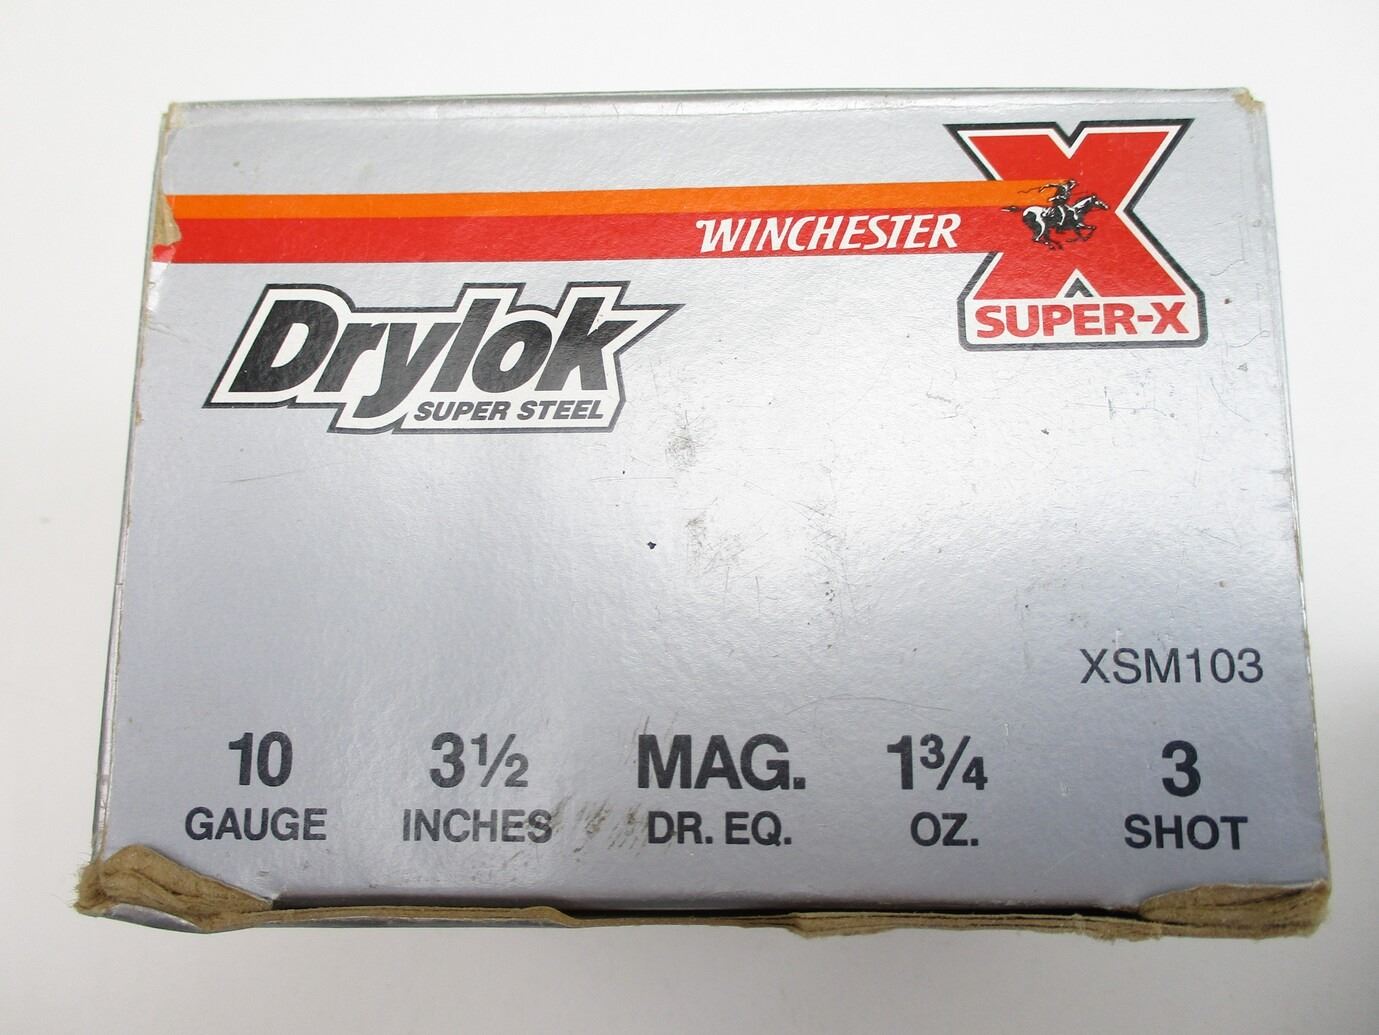 WINCHESTER
X
SUPER-X
Drylok
SUPER STEEL
XSM103
10 3½ MAG. 1¾ 3
GAUGE INCHES DR. EQ. OZ. SHOT